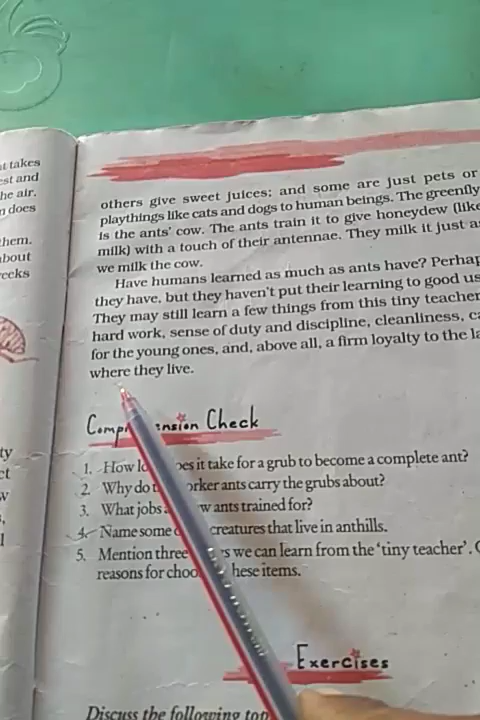 t takes
est and
he air.
n does
them.
about
eeks
ty
ct
w
others give sweet juices; and some are just pets or
playthings like cats and dogs to human beings. The greenfly
is the ants' cow. The ants train it to give honeydew (like
milk) with a touch of their antennae. They milk it just a
we milk the cow.
Have humans learned as much as ants have? Perhap
they have, but they haven't put their learning to good us
They may still learn a few things from this tiny teacher
hard work, sense of duty and discipline, cleanliness, ca
for the young ones, and, above all, a firm loyalty to the la
where they live.
Comp nsion Check
1. How lo oes it take for a grub to become a complete ant?
2. Why do t orker ants carry the grubs about?
3. What jobs w ants trained for?
4. Name some creatures that live in anthills.
5. Mention three s we can learn from the 'tiny teacher'.
reasons for choo hese items.
Exercises
Discuss the following top